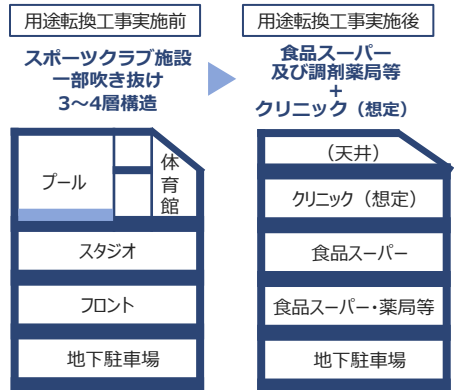 用途転換工事実施前
スポーツクラブ施設
一部吹き抜け
3～4層構造
プール
体育館
スタジオ
フロント
地下駐車場
用途転換工事実施後
食品スーパー
及び調剤薬局等
+
クリニック（想定）
（天井）
クリニック（想定）
食品スーパー
食品スーパー・薬局等
地下駐車場